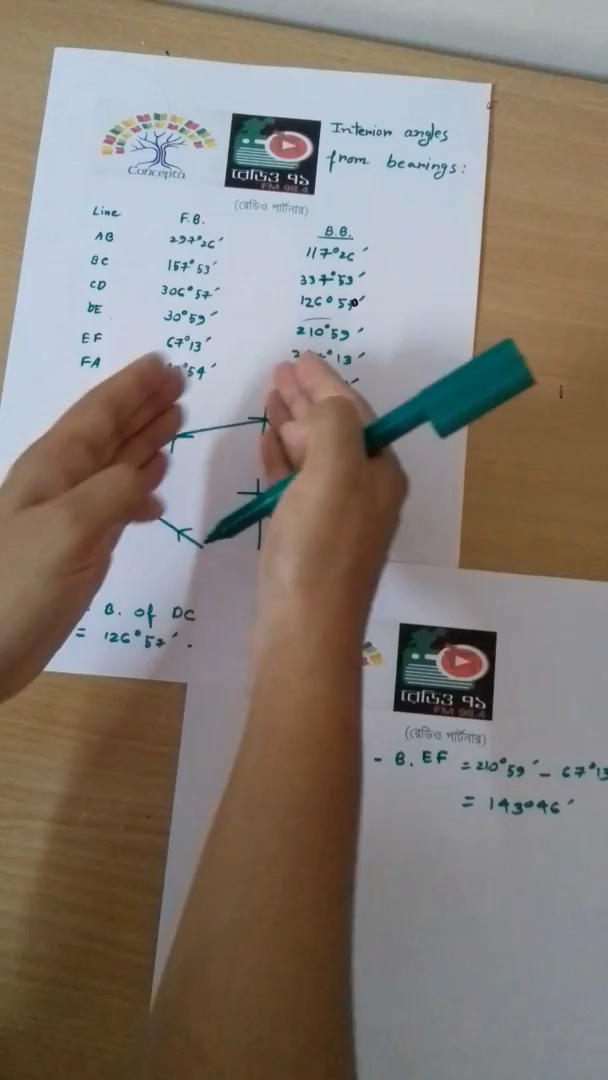 Interior angles
from bearings:
Concepta
রেডিও ৭১
FM 98.4
(রেডিও পার্টনার)
Line F.B. B.B.
AB 297°26′ 117°26′
BC 157°53′ 337°53′
CD 306°57′ 126°57′
DE 30°59′ 210°59′
EF 67°13′ 13′
FA °54′
B. of DC
= 126°57′.
রেডিও ৭১
FM 98.4
(রেডিও পার্টনার)
- B. EF = 210°59′ - 67°13
= 143°46′